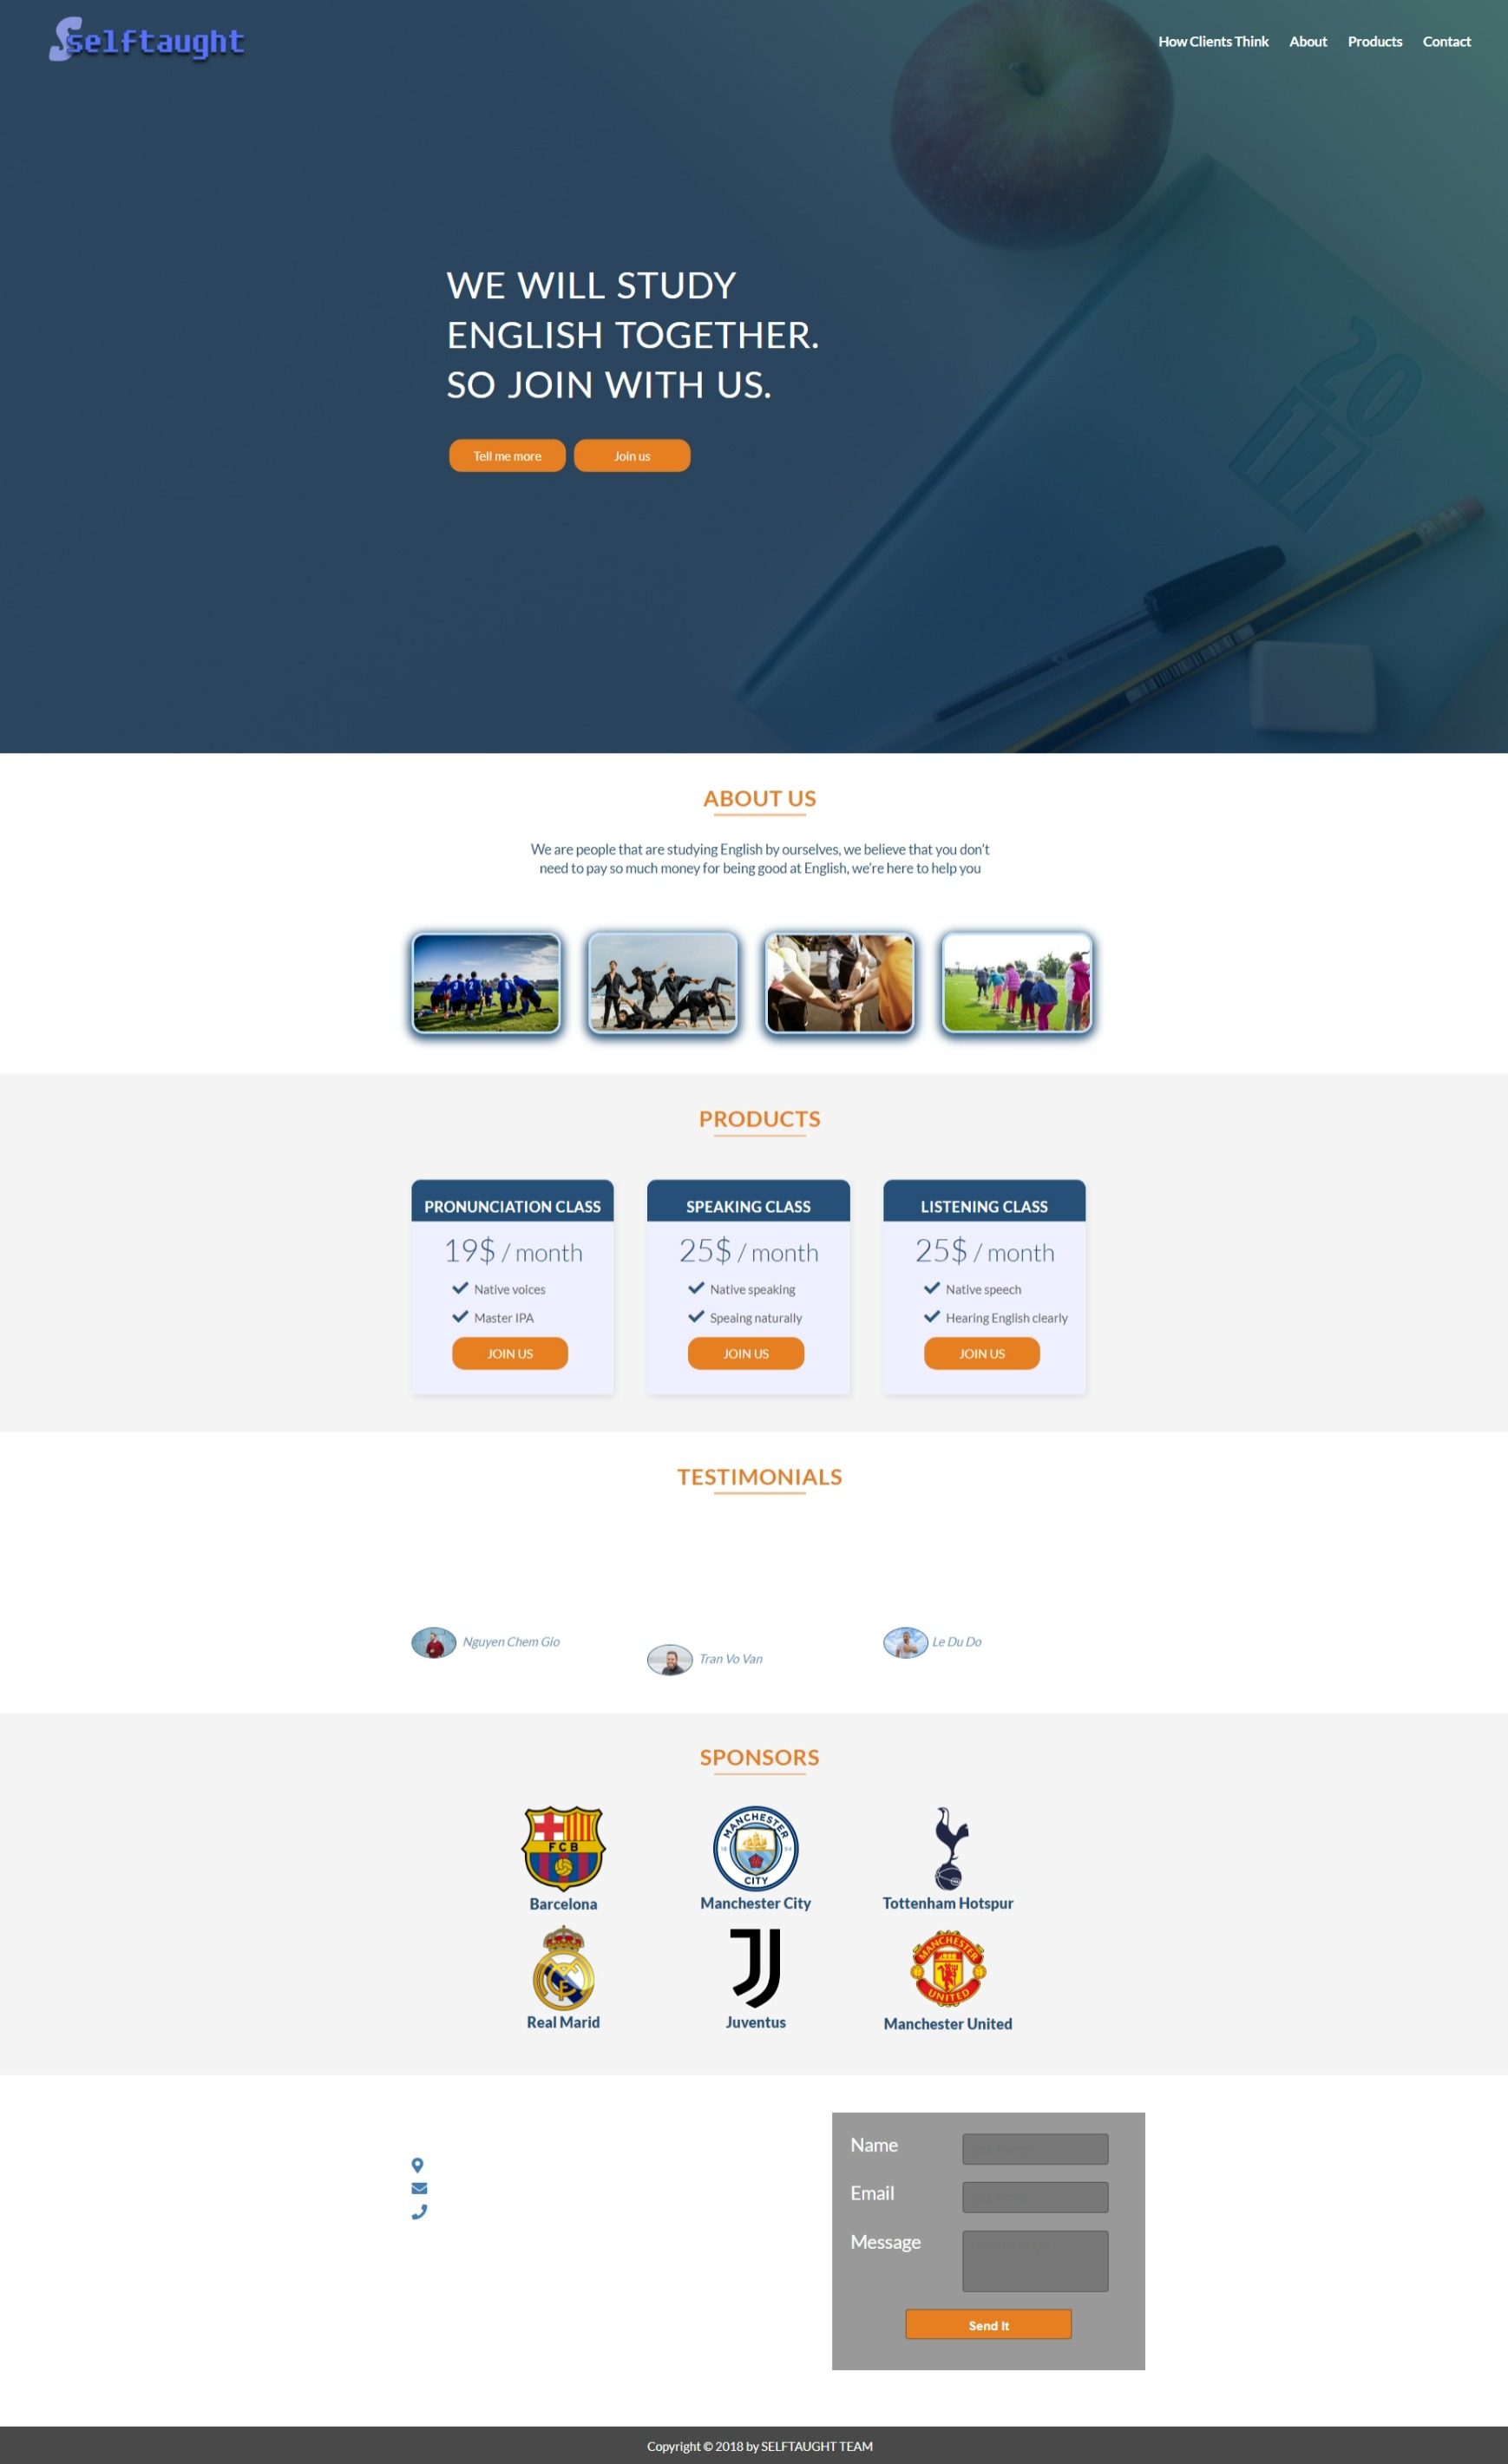 Selftaught
How Clients Think About Products Contact
2017
WE WILL STUDY
ENGLISH TOGETHER.
SO JOIN WITH US.
Tell me more Join us
ABOUT US
We are people that are studying English by ourselves, we believe that you don't
need to pay so much money for being good at English, we're here to help you
PRODUCTS
PRONUNCIATION CLASS
19$ / month
Native voices
Master IPA
JOIN US
SPEAKING CLASS
25$ / month
Native speaking
Speaing naturally
JOIN US
LISTENING CLASS
25$ / month
Native speech
Hearing English clearly
JOIN US
TESTIMONIALS
Nguyen Chem Gio
Tran Vo Van
Le Du Do
SPONSORS
FCB
Barcelona
MANCHESTER
18 94
CITY
Manchester City
Tottenham Hotspur
Real Marid
Juventus
MANCHESTER
UNITED
Manchester United
Name
Email
Message
Send It
Copyright © 2018 by SELFTAUGHT TEAM